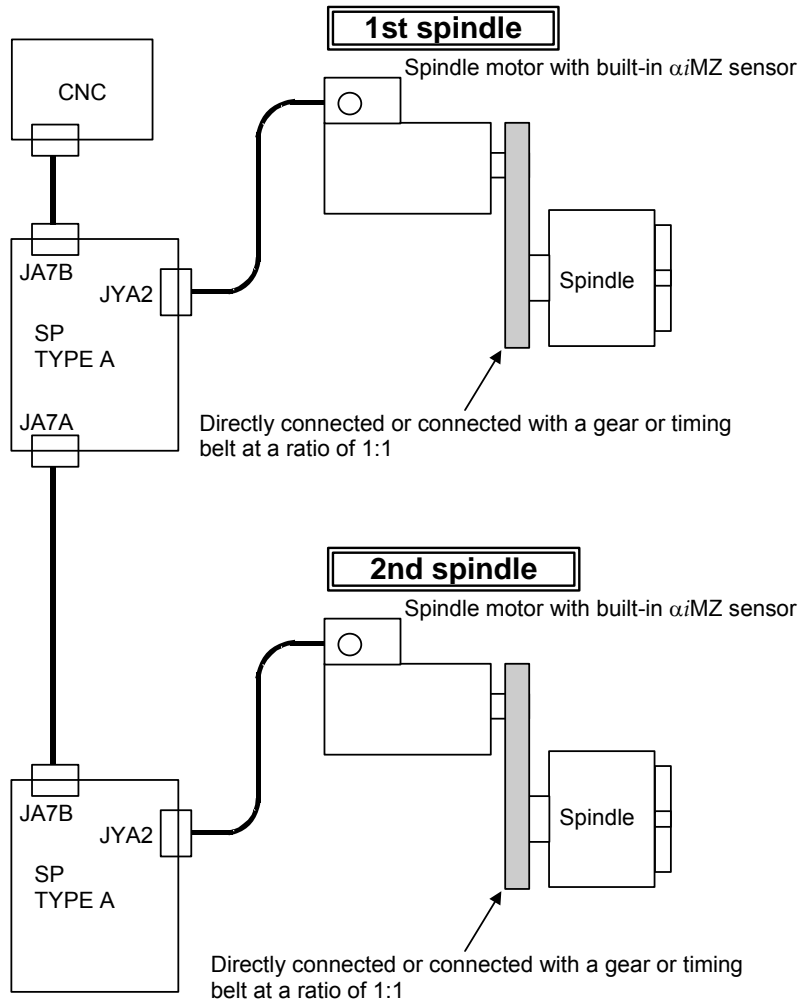 1st spindle
Spindle motor with built-in αiMZ sensor
CNC
JA7B
JYA2
SP
TYPE A
JA7A
Spindle
Directly connected or connected with a gear or timing
belt at a ratio of 1:1
2nd spindle
Spindle motor with built-in αiMZ sensor
JA7B
JYA2
SP
TYPE A
Spindle
Directly connected or connected with a gear or timing
belt at a ratio of 1:1